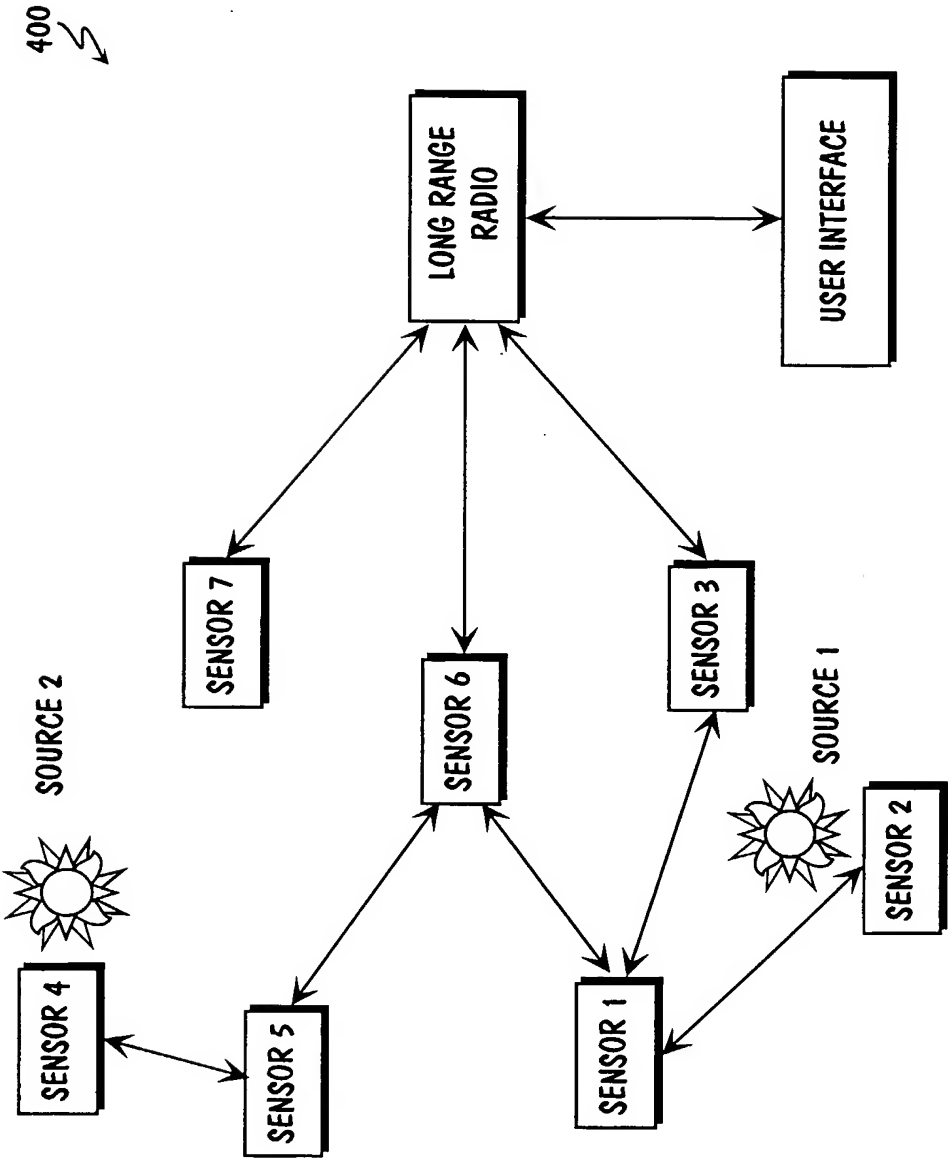 400
SOURCE 2
SENSOR 4
SENSOR 5
SENSOR 7
SENSOR 6
LONG RANGE
RADIO
SENSOR 1
SENSOR 3
SOURCE 1
SENSOR 2
USER INTERFACE